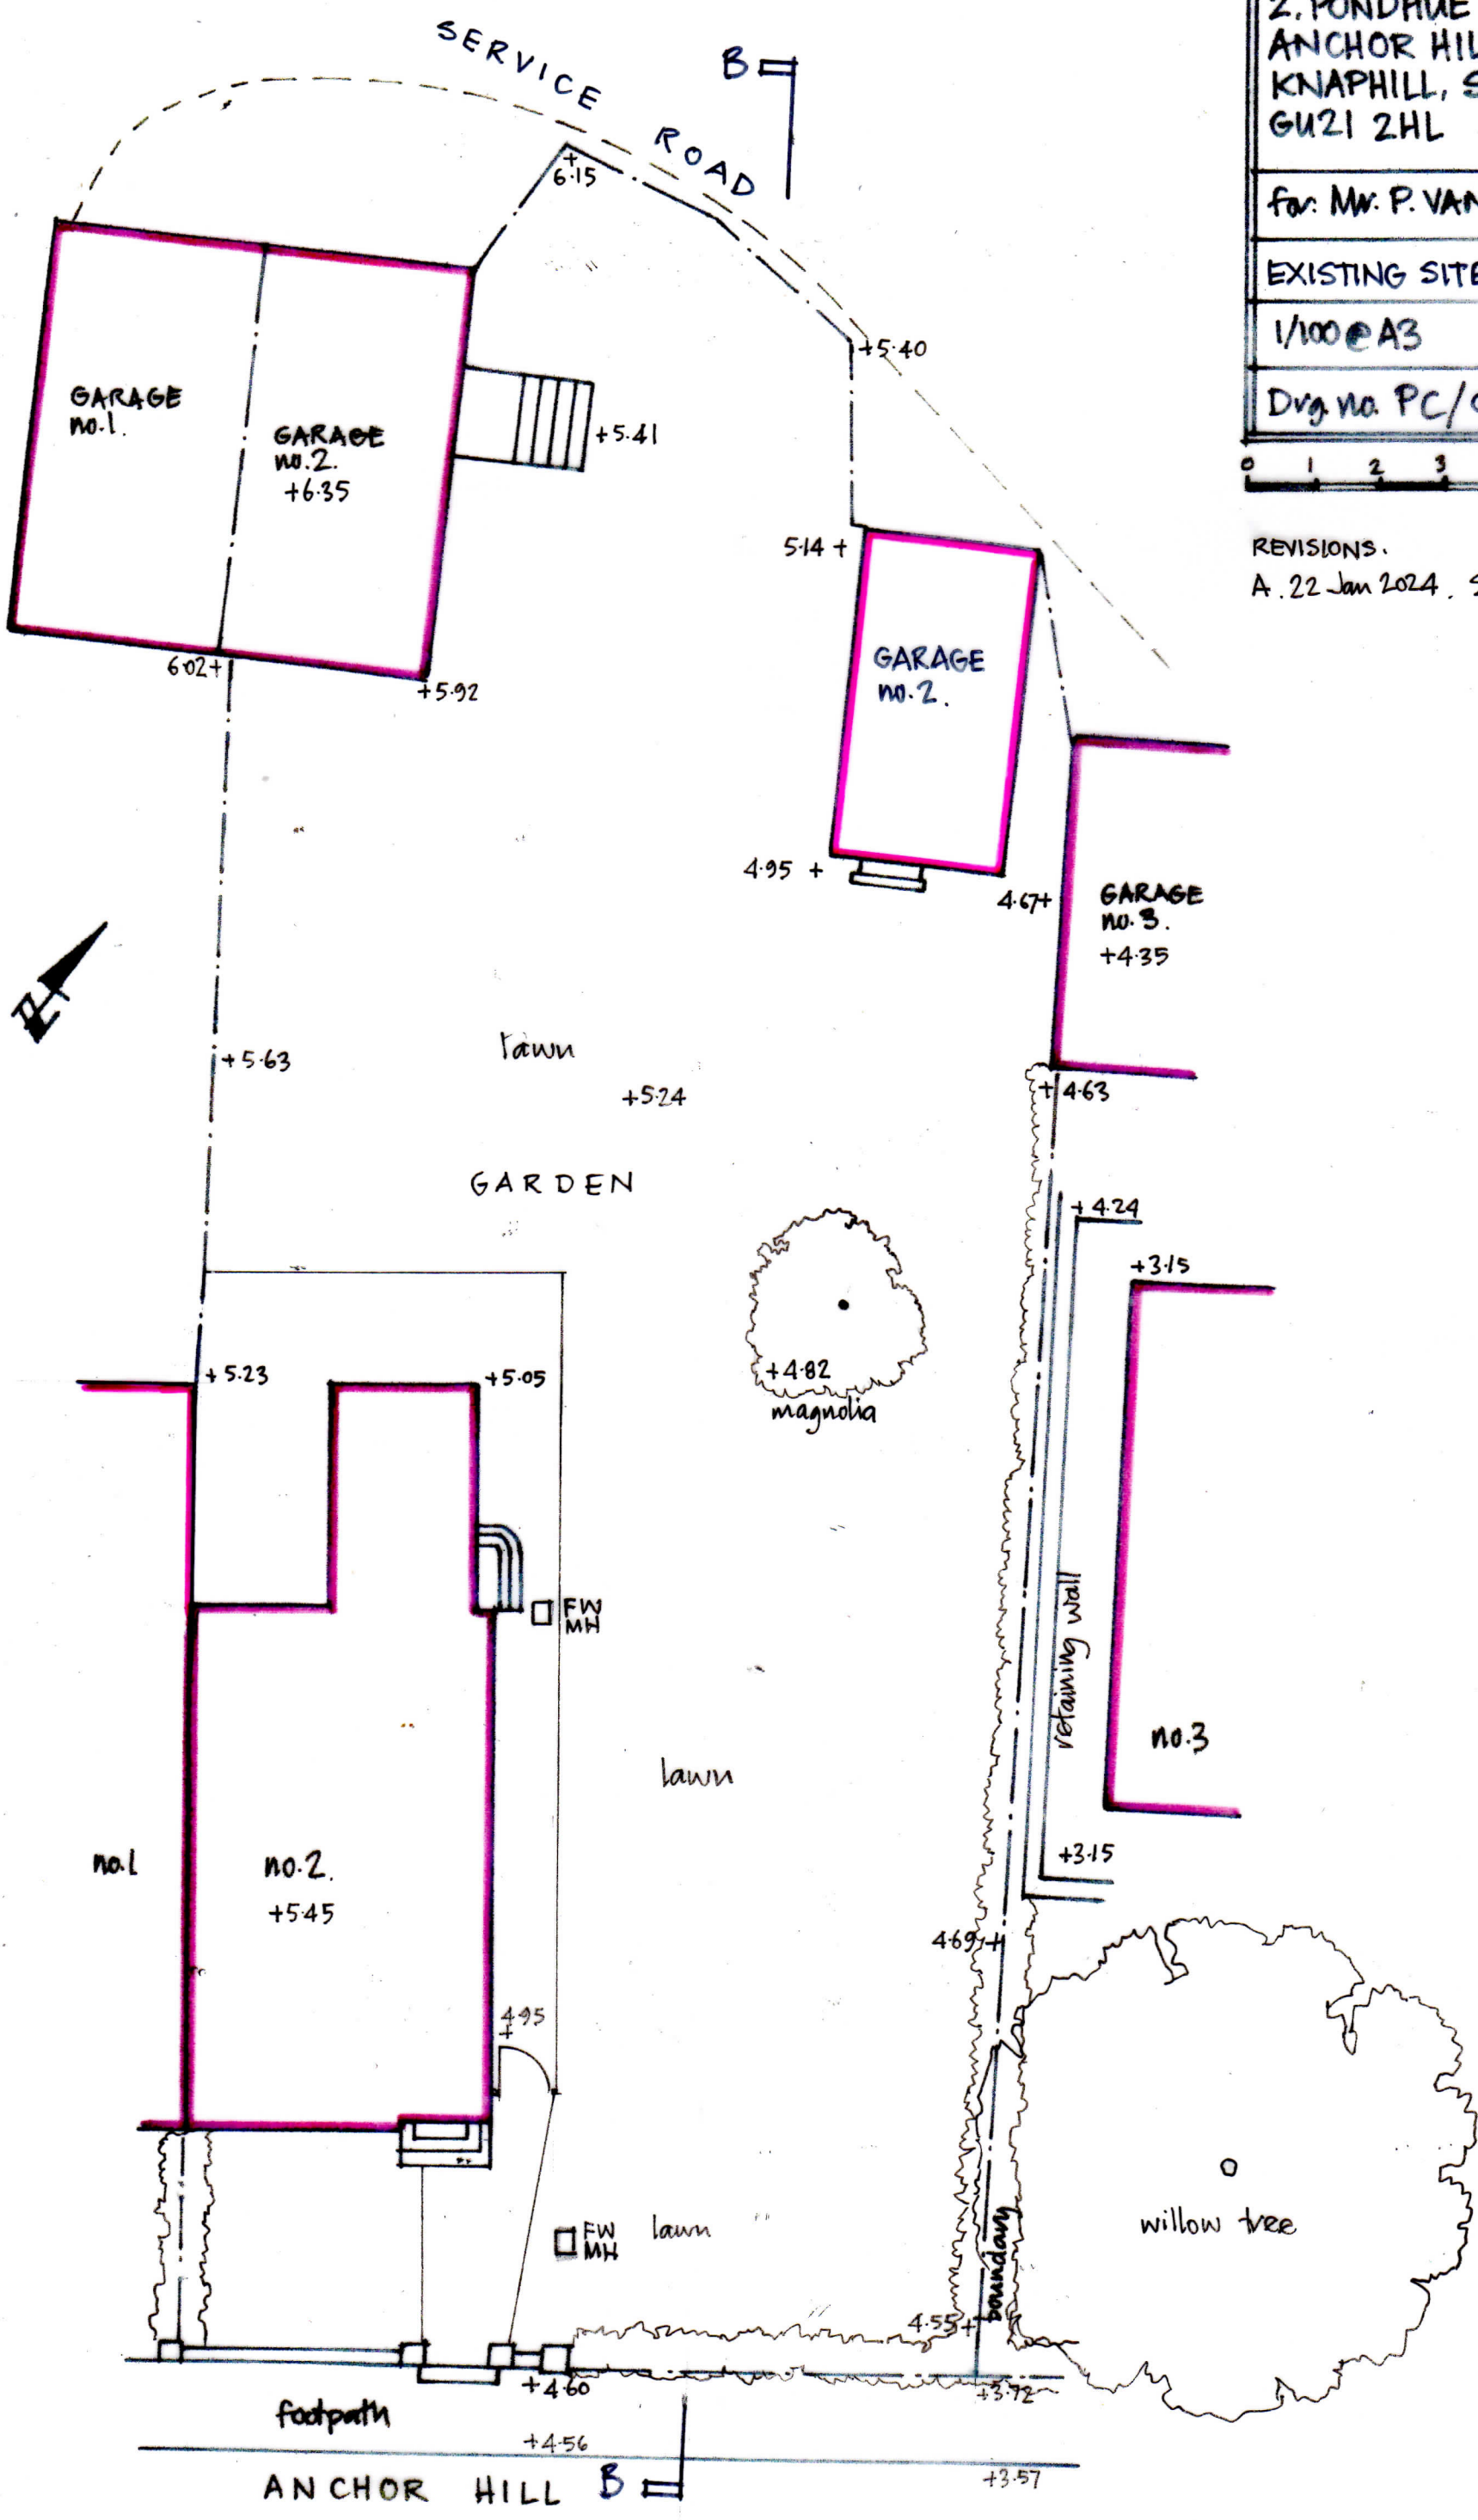 2. PONDHUE
ANCHOR HIL
KNAPHILL, S
GU21 2HL
for: Mr. P. VAN
EXISTING SITE
1/100 @ A3
Drg. no. PC/
0 1 2 3
REVISIONS.
A. 22 Jan 2024.
SERVICE ROAD
B
+ 6.15
+5.40
GARAGE
no.1.
GARAGE
no.2.
+6.35
+5.41
5.14 +
GARAGE
no.2.
6.02+
+5.92
4.95 +
4.67+
GARAGE
no.3.
+4.35
N
+5.63
lawn
+5.24
+ 4.63
GARDEN
+ 4.24
+3.15
+5.23
+5.05
+4.82
magnolia
FW
MH
retaining wall
no.3
lawn
no.1
no.2.
+5.45
+3.15
4.69+
4.95
+
willow tree
FW
MH
lawn
boundary
4.55+
+4.60
+3.72
footpath
+4.56
+3.57
ANCHOR HILL
B